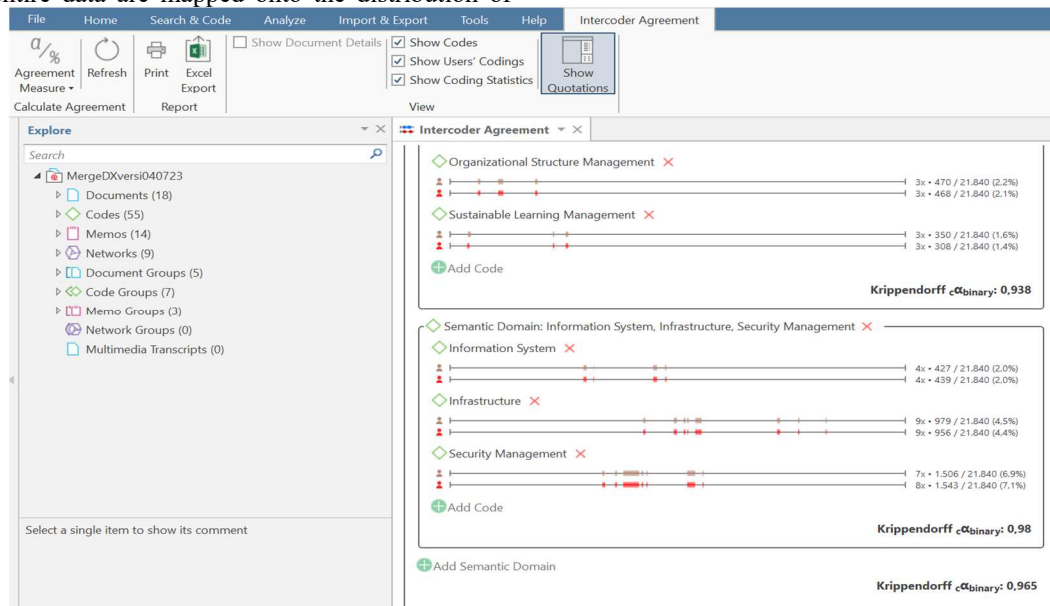 entire data are mapped onto the distribution of
File Home Search & Code Analyze Import & Export Tools Help Intercoder Agreement
α/% Agreement Measure
Refresh
Print
Excel Export
Show Document Details
Show Codes
Show Users' Codings
Show Coding Statistics
Show Quotations
Calculate Agreement Report View
Explore
Search
MergeDXversi040723
Documents (18)
Codes (55)
Memos (14)
Networks (9)
Document Groups (5)
Code Groups (7)
Memo Groups (3)
Network Groups (0)
Multimedia Transcripts (0)
Select a single item to show its comment
Intercoder Agreement
Organizational Structure Management
3x • 470 / 21.840 (2,2%)
3x • 468 / 21.840 (2,1%)
Sustainable Learning Management
3x • 350 / 21.840 (1,6%)
3x • 308 / 21.840 (1,4%)
Add Code
Krippendorff cαbinary: 0,938
Semantic Domain: Information System, Infrastructure, Security Management
Information System
4x • 427 / 21.840 (2,0%)
4x • 439 / 21.840 (2,0%)
Infrastructure
9x • 979 / 21.840 (4,5%)
9x • 956 / 21.840 (4,4%)
Security Management
7x • 1.506 / 21.840 (6,9%)
8x • 1.543 / 21.840 (7,1%)
Add Code
Krippendorff cαbinary: 0,98
Add Semantic Domain
Krippendorff cαbinary: 0,965